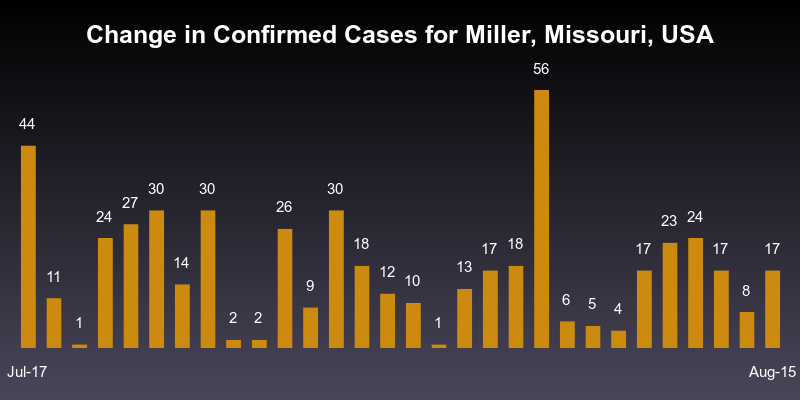 Change in Confirmed Cases for Miller, Missouri, USA
44 11 1 24 27 30 14 30 2 2 26 9 30 18 12 10 1 13 17 18 56 6 5 4 17 23 24 17 8 17
Jul-17 Aug-15